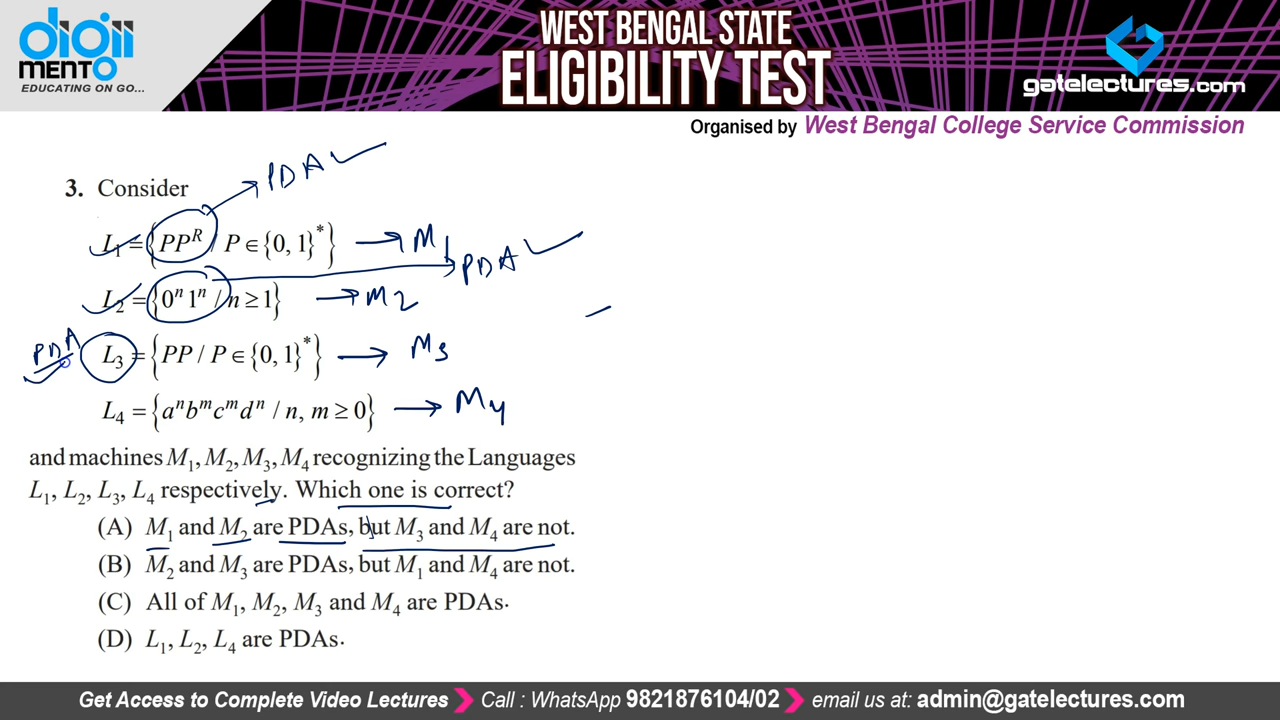 digii
MENTO
EDUCATING ON GO...
WEST BENGAL STATE
ELIGIBILITY TEST
gatelectures.com
Organised by West Bengal College Service Commission
PDA
3. Consider
L₁ = {PPᴿ / P ∈ {0, 1}*} → M₁
PDA
L₂ = {0ⁿ 1ⁿ / n ≥ 1} → M2
PDA
L₃ = {PP / P ∈ {0, 1}*} → M₃
L₄ = {aⁿbᵐcᵐdⁿ / n, m ≥ 0} → M₄
and machines M₁, M₂, M₃, M₄ recognizing the Languages
L₁, L₂, L₃, L₄ respectively. Which one is correct?
(A) M₁ and M₂ are PDAs, but M₃ and M₄ are not.
(B) M₂ and M₃ are PDAs, but M₁ and M₄ are not.
(C) All of M₁, M₂, M₃ and M₄ are PDAs.
(D) L₁, L₂, L₄ are PDAs.
Get Access to Complete Video Lectures Call : WhatsApp 9821876104/02 email us at: admin@gatelectures.com